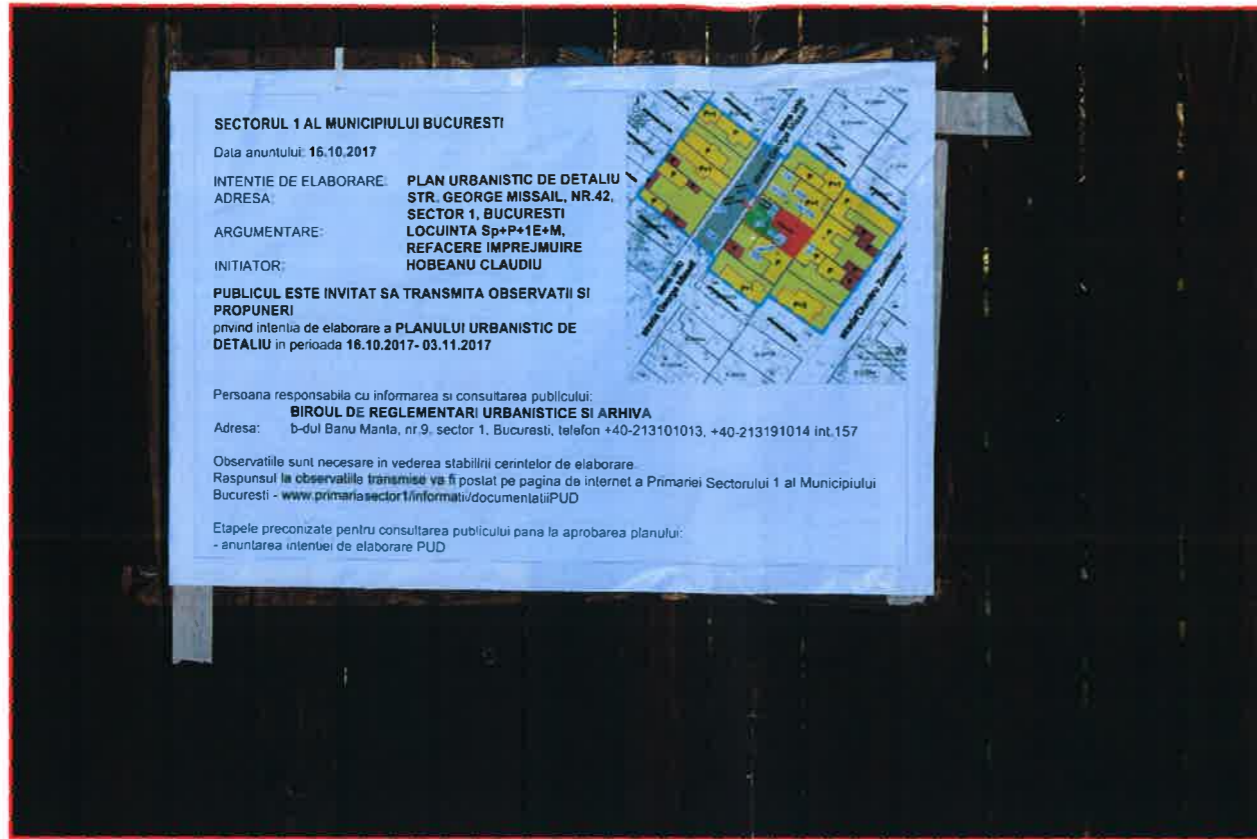 SECTORUL 1 AL MUNICIPIULUI BUCURESTI
Data anuntului: 16.10.2017
INTENTIE DE ELABORARE: PLAN URBANISTIC DE DETALIU
ADRESA: STR. GEORGE MISSAIL, NR.42,
SECTOR 1, BUCURESTI
ARGUMENTARE: LOCUINTA Sp+P+1E+M,
REFACERE IMPREJMUIRE
INITIATOR: HOBEANU CLAUDIU
PUBLICUL ESTE INVITAT SA TRANSMITA OBSERVATII SI
PROPUNERI
privind intentia de elaborare a PLANULUI URBANISTIC DE
DETALIU in perioada 16.10.2017- 03.11.2017
Persoana responsabila cu informarea si consultarea publicului:
BIROUL DE REGLEMENTARI URBANISTICE SI ARHIVA
Adresa: b-dul Banu Manta, nr.9, sector 1, Bucuresti, telefon +40-213101013, +40-213191014 int.157
Observatiile sunt necesare in vederea stabilirii cerintelor de elaborare
Raspunsul la observatiile transmise va fi postat pe pagina de internet a Primariei Sectorului 1 al Municipiului
Bucuresti - www.primariasector1/informatii/documentatiiPUD
Etapele preconizate pentru consultarea publicului pana la aprobarea planului:
- anuntarea intentiei de elaborare PUD